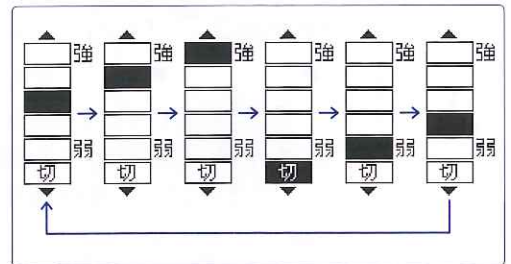 強 強 強 強 強 強
弱 弱 弱 弱 弱 弱
切 切 切 切 切 切